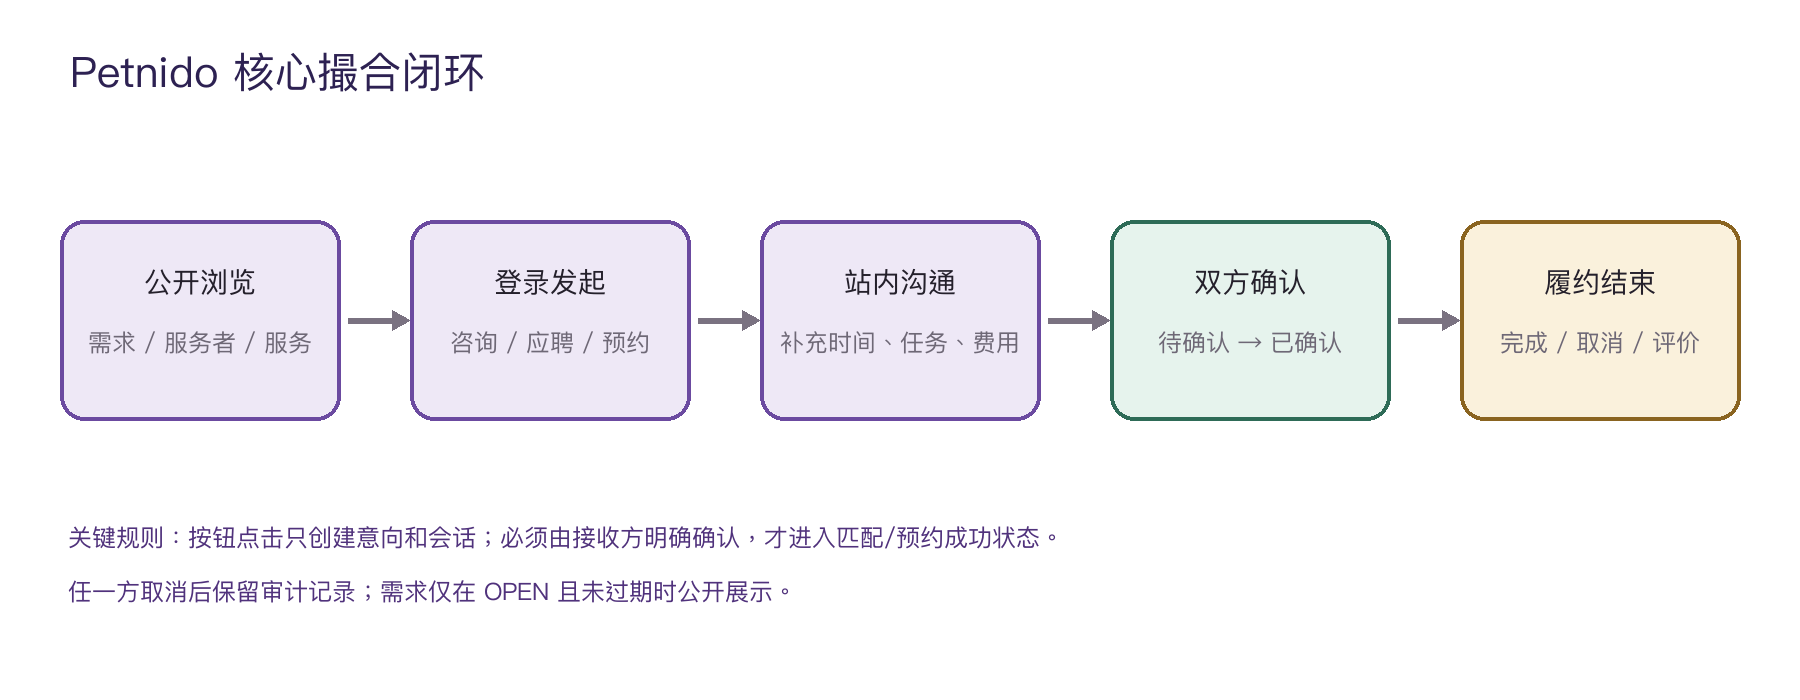 Petnido 核心撮合闭环
公开浏览
需求 / 服务者 / 服务
登录发起
咨询 / 应聘 / 预约
站内沟通
补充时间、任务、费用
双方确认
待确认 → 已确认
履约结束
完成 / 取消 / 评价
关键规则：按钮点击只创建意向和会话；必须由接收方明确确认，才进入匹配/预约成功状态。
任一方取消后保留审计记录；需求仅在 OPEN 且未过期时公开展示。